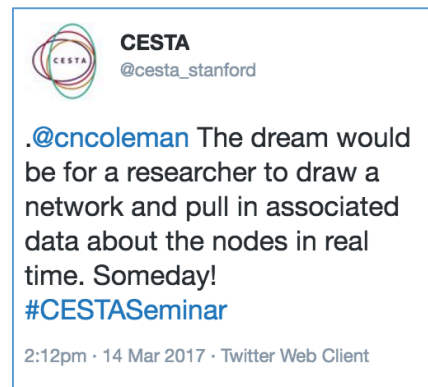 CESTA
CESTA
@cesta_stanford
.@cncoleman The dream would
be for a researcher to draw a
network and pull in associated
data about the nodes in real
time. Someday!
#CESTASeminar
2:12pm · 14 Mar 2017 · Twitter Web Client